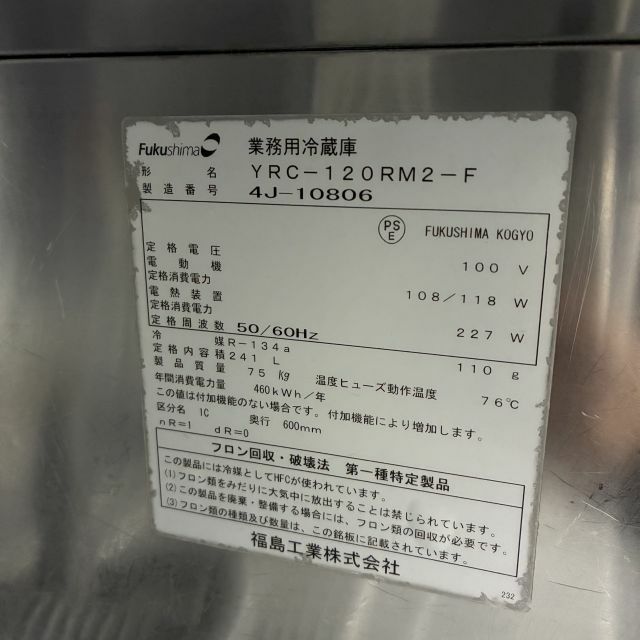 Fukushima 業務用冷蔵庫
形名 YRC-120RM2-F
製造番号 4J-10806
PSE FUKUSHIMA KOGYO
定格電圧 100 V
電動機
定格消費電力 108/118 W
電熱装置
定格消費電力 227 W
定格周波数 50/60Hz
冷媒 R-134a 110 g
定格内容積 241 L
製品質量 75 kg 温度ヒューズ動作温度 76℃
年間消費電力量 460kWh/年
この値は付加機能のない場合です。付加機能により増加します。
区分名 1C 奥行 600mm
nR=1 dR=0
フロン回収・破壊法 第一種特定製品
この製品には冷媒としてHFCが使われています。
(1)フロン類をみだりに大気中に放出することは禁じられています。
(2)この製品を廃棄・整備する場合には、フロン類の回収が必要です。
(3)フロン類の種類及び数量は、この銘板に記載されています。
福島工業株式会社
232